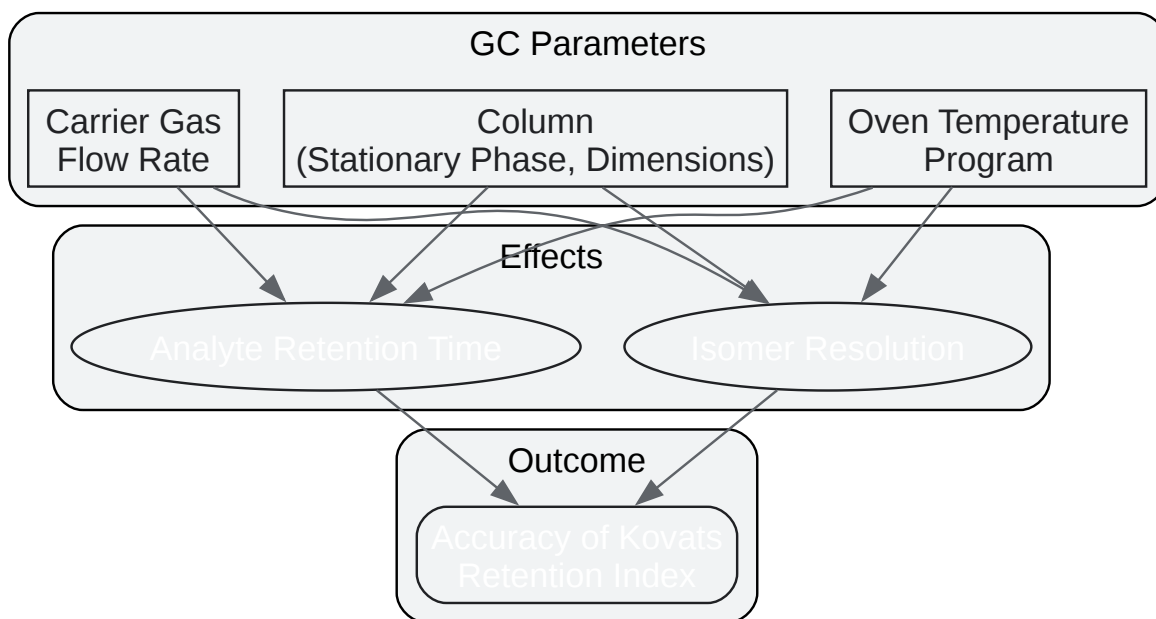 GC Parameters
Carrier Gas
Flow Rate
Column
(Stationary Phase, Dimensions)
Oven Temperature
Program
Effects
Analyte Retention Time
Isomer Resolution
Outcome
Accuracy of Kovats
Retention Index